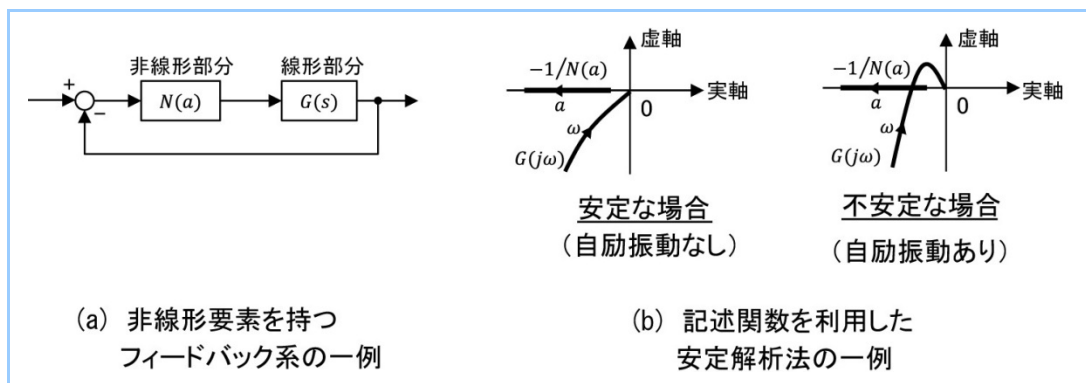 非線形部分
線形部分
+
N(a)
G(s)
−
虚軸
−1/N(a)
実軸
a
0
ω
G(jω)
安定な場合
(自励振動なし)
虚軸
−1/N(a)
実軸
a
0
ω
G(jω)
不安定な場合
(自励振動あり)
(a) 非線形要素を持つ
フィードバック系の一例
(b) 記述関数を利用した
安定解析法の一例